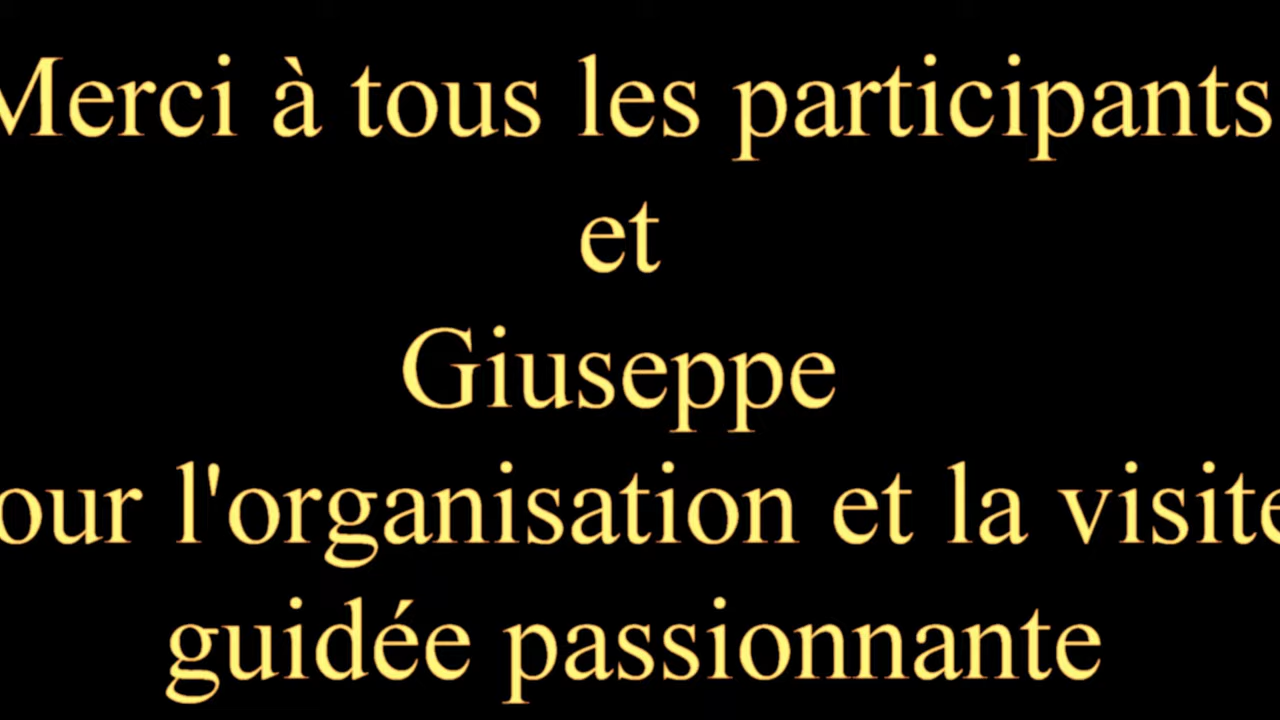 Merci à tous les participants
et
Giuseppe
our l'organisation et la visite
guidée passionnante